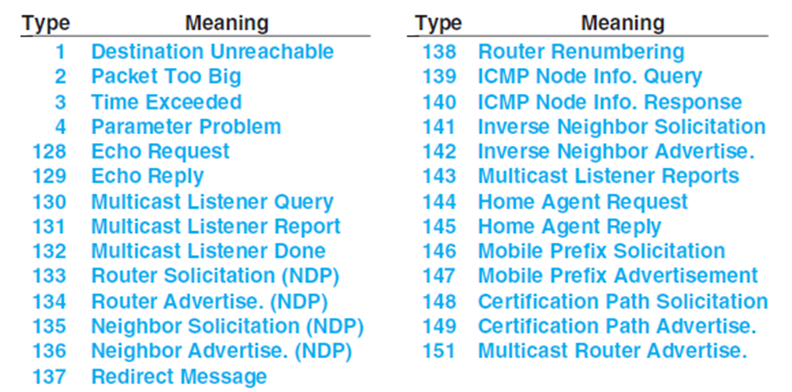 Type Meaning
1 Destination Unreachable
2 Packet Too Big
3 Time Exceeded
4 Parameter Problem
128 Echo Request
129 Echo Reply
130 Multicast Listener Query
131 Multicast Listener Report
132 Multicast Listener Done
133 Router Solicitation (NDP)
134 Router Advertise. (NDP)
135 Neighbor Solicitation (NDP)
136 Neighbor Advertise. (NDP)
137 Redirect Message
Type Meaning
138 Router Renumbering
139 ICMP Node Info. Query
140 ICMP Node Info. Response
141 Inverse Neighbor Solicitation
142 Inverse Neighbor Advertise.
143 Multicast Listener Reports
144 Home Agent Request
145 Home Agent Reply
146 Mobile Prefix Solicitation
147 Mobile Prefix Advertisement
148 Certification Path Solicitation
149 Certification Path Advertise.
151 Multicast Router Advertise.